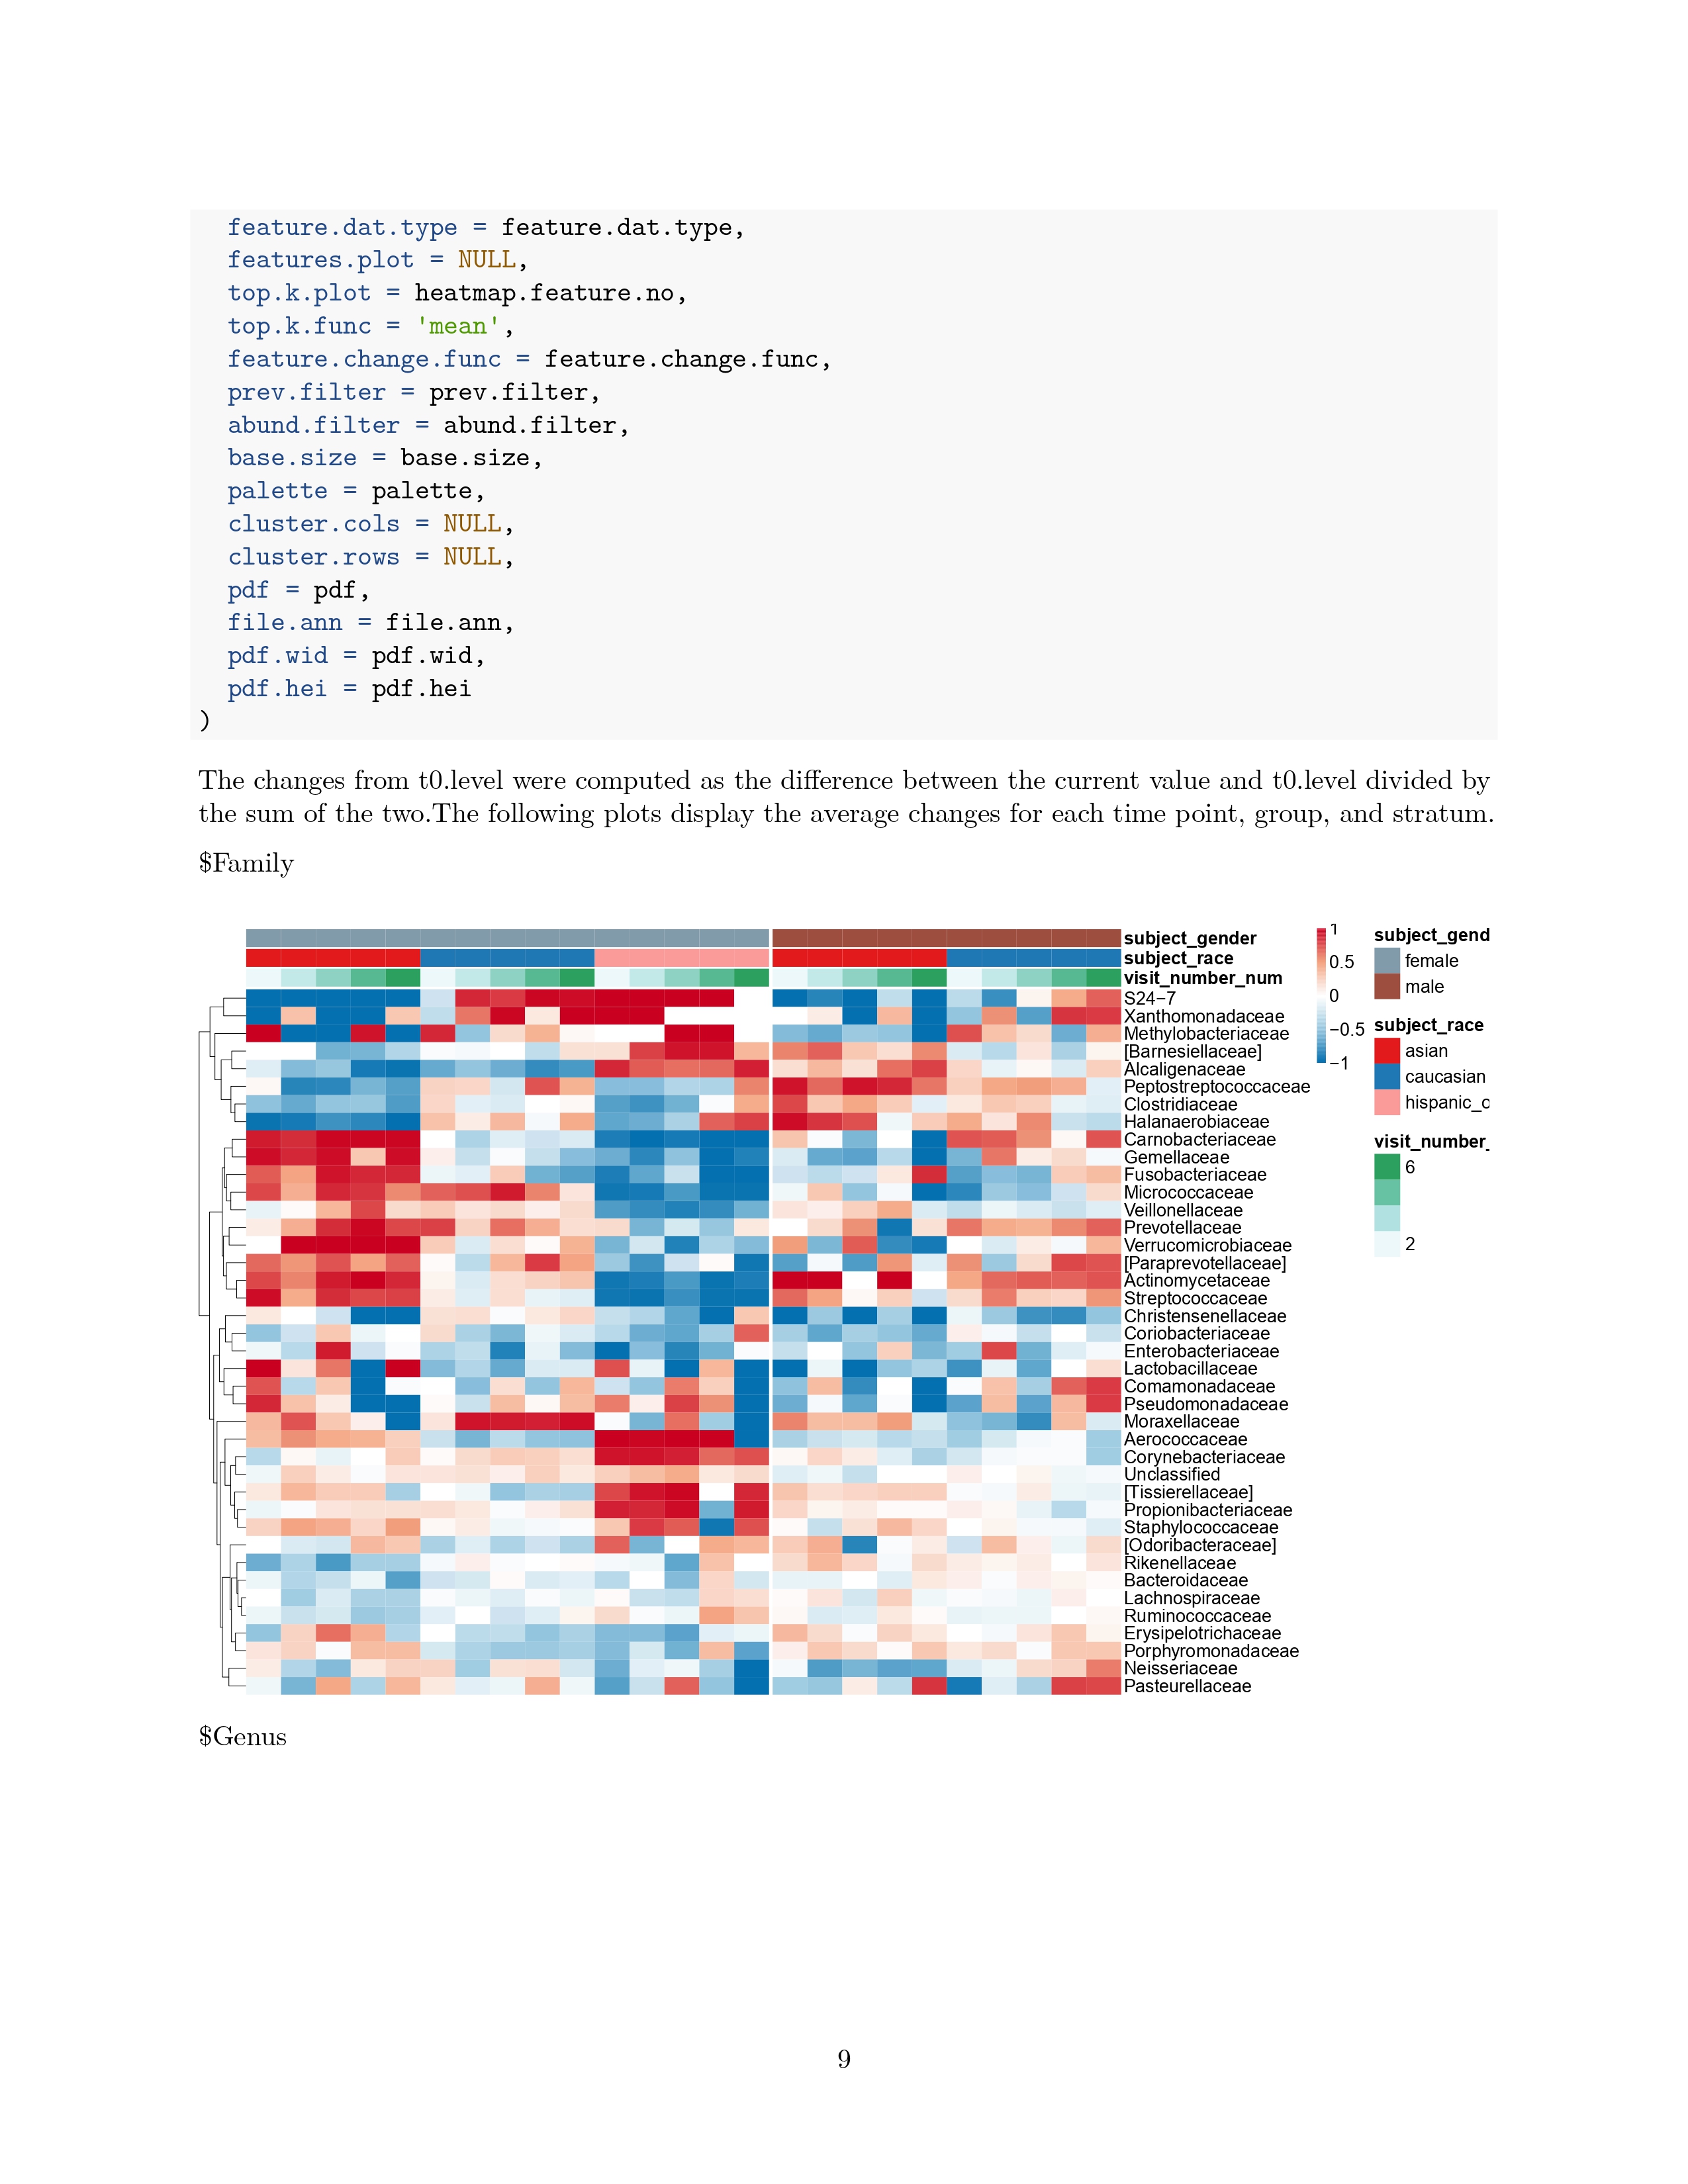 feature.dat.type = feature.dat.type,
features.plot = NULL,
top.k.plot = heatmap.feature.no,
top.k.func = 'mean',
feature.change.func = feature.change.func,
prev.filter = prev.filter,
abund.filter = abund.filter,
base.size = base.size,
palette = palette,
cluster.cols = NULL,
cluster.rows = NULL,
pdf = pdf,
file.ann = file.ann,
pdf.wid = pdf.wid,
pdf.hei = pdf.hei
)
The changes from t0.level were computed as the difference between the current value and t0.level divided by
the sum of the two.The following plots display the average changes for each time point, group, and stratum.
$Family
subject_gender
subject_race
visit_number_num
S24−7
Xanthomonadaceae
Methylobacteriaceae
[Barnesiellaceae]
Alcaligenaceae
Peptostreptococcaceae
Clostridiaceae
Halanaerobiaceae
Carnobacteriaceae
Gemellaceae
Fusobacteriaceae
Micrococcaceae
Veillonellaceae
Prevotellaceae
Verrucomicrobiaceae
[Paraprevotellaceae]
Actinomycetaceae
Streptococcaceae
Christensenellaceae
Coriobacteriaceae
Enterobacteriaceae
Lactobacillaceae
Comamonadaceae
Pseudomonadaceae
Moraxellaceae
Aerococcaceae
Corynebacteriaceae
Unclassified
[Tissierellaceae]
Propionibacteriaceae
Staphylococcaceae
[Odoribacteraceae]
Rikenellaceae
Bacteroidaceae
Lachnospiraceae
Ruminococcaceae
Erysipelotrichaceae
Porphyromonadaceae
Neisseriaceae
Pasteurellaceae
1
0.5
0
−0.5
−1
subject_gend
female
male
subject_race
asian
caucasian
hispanic_o
visit_number_
6
2
$Genus
9